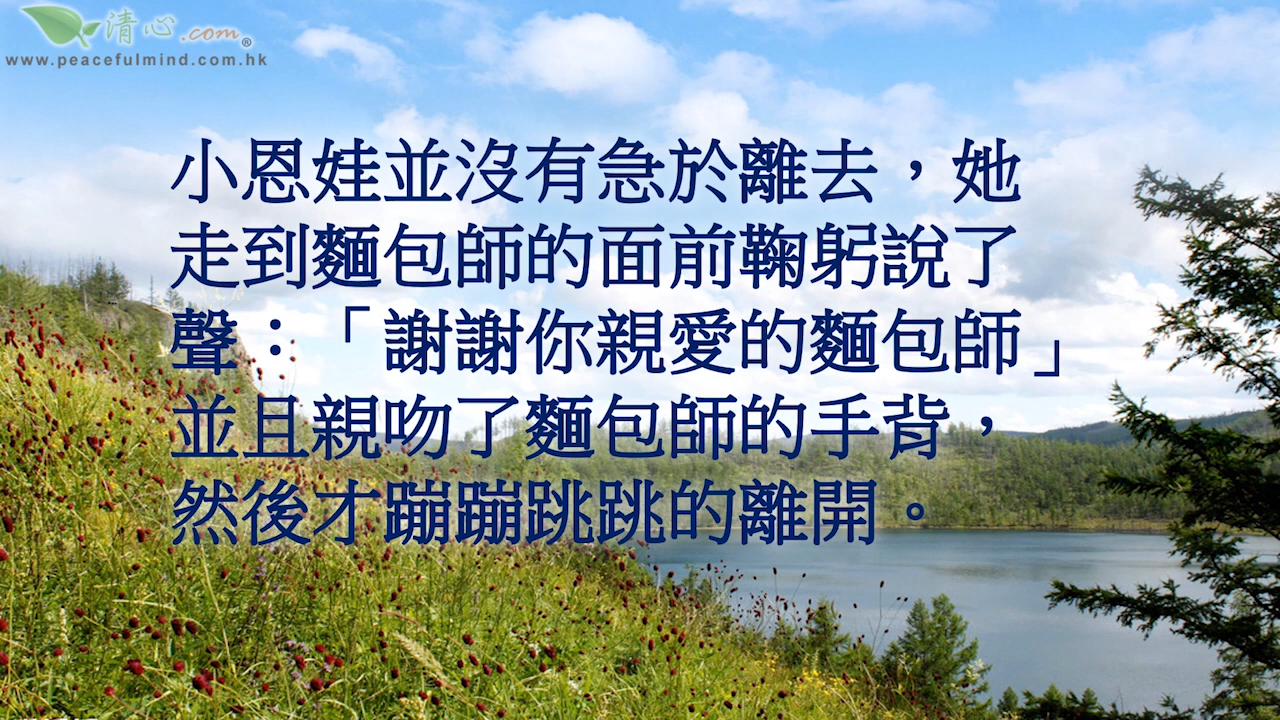 清心.com®
www.peacefulmind.com.hk
小恩娃並沒有急於離去，她
走到麵包師的面前鞠躬說了
聲：「謝謝你親愛的麵包師」
並且親吻了麵包師的手背，
然後才蹦蹦跳跳的離開。